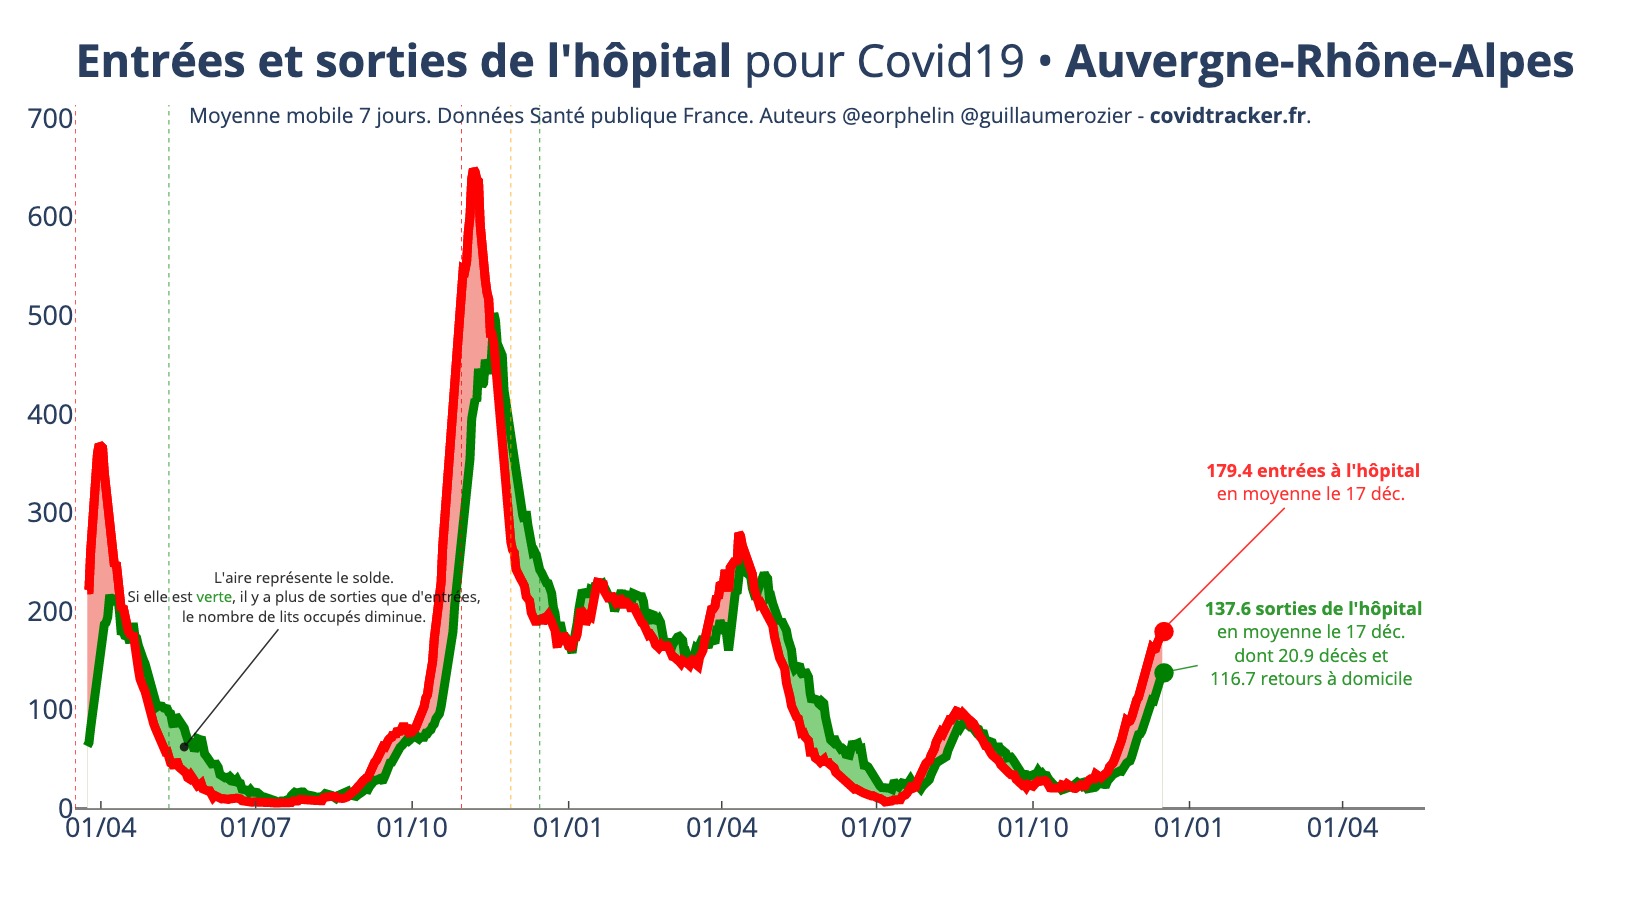 Entrées et sorties de l'hôpital pour Covid19 • Auvergne-Rhône-Alpes
Moyenne mobile 7 jours. Données Santé publique France. Auteurs @eorphelin @guillaumerozier - covidtracker.fr.
700
600
500
400
300
200
100
0
179.4 entrées à l'hôpital
en moyenne le 17 déc.
L'aire représente le solde.
Si elle est verte, il y a plus de sorties que d'entrées,
le nombre de lits occupés diminue.
137.6 sorties de l'hôpital
en moyenne le 17 déc.
dont 20.9 décès et
116.7 retours à domicile
01/04 01/07 01/10 01/01 01/04 01/07 01/10 01/01 01/04